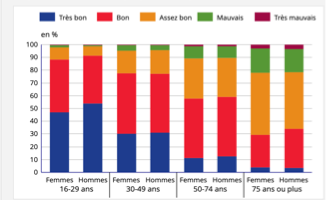 Très bon Bon Assez bon Mauvais Très mauvais
en %
100
90
80
70
60
50
40
30
20
10
0
Femmes Hommes Femmes Hommes Femmes Hommes Femmes Hommes
16-29 ans 30-49 ans 50-74 ans 75 ans ou plus